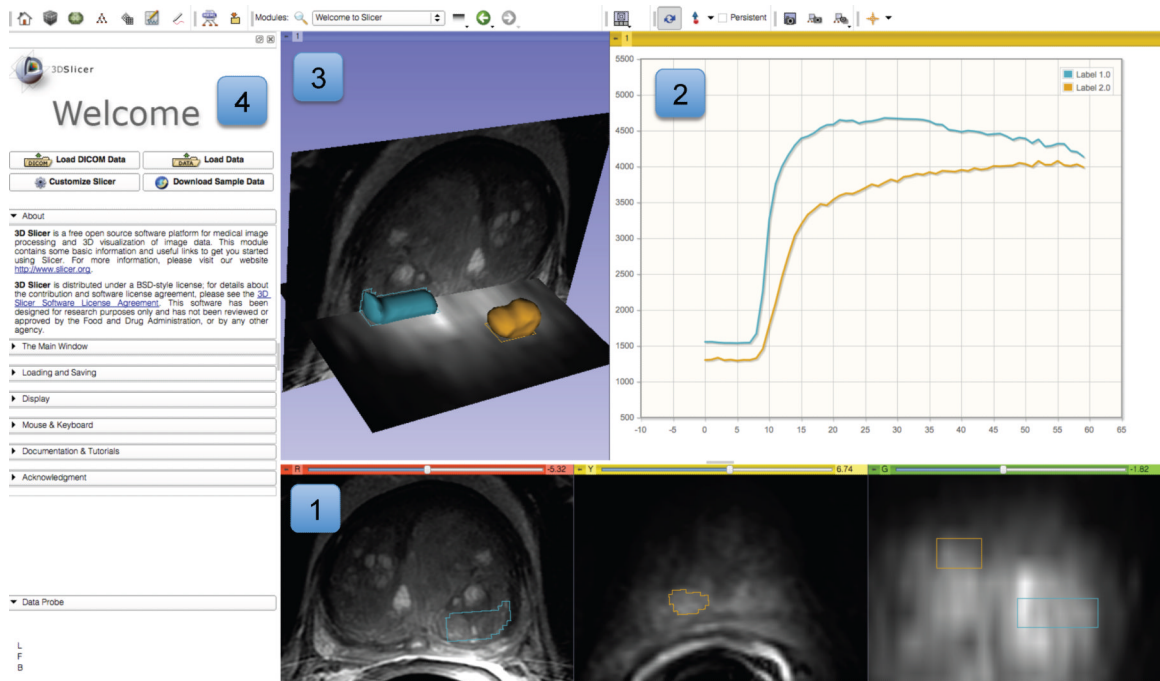 Modules:
Welcome to Slicer
Persistent
4
3DSlicer
Welcome
DICOM Load DICOM Data
DATA Load Data
Customize Slicer
Download Sample Data
About
3D Slicer is a free open source software platform for medical image
processing and 3D visualization of image data. This module
contains some basic information and useful links to get you started
using Slicer. For more information, please visit our website
http://www.slicer.org.
3D Slicer is distributed under a BSD-style license; for details about
the contribution and software license agreement, please see the 3D
Slicer Software License Agreement. This software has been
designed for research purposes only and has not been reviewed or
approved by the Food and Drug Administration, or by any other
agency.
The Main Window
Loading and Saving
Display
Mouse & Keyboard
Documentation & Tutorials
Acknowledgment
Data Probe
L
F
B
1
3
1
2
Label 1.0
Label 2.0
5500
5000
4500
4000
3500
3000
2500
2000
1500
1000
500
-10 -5 0 5 10 15 20 25 30 35 40 45 50 55 60 65
R -5.32
Y 6.74
G -1.82
1